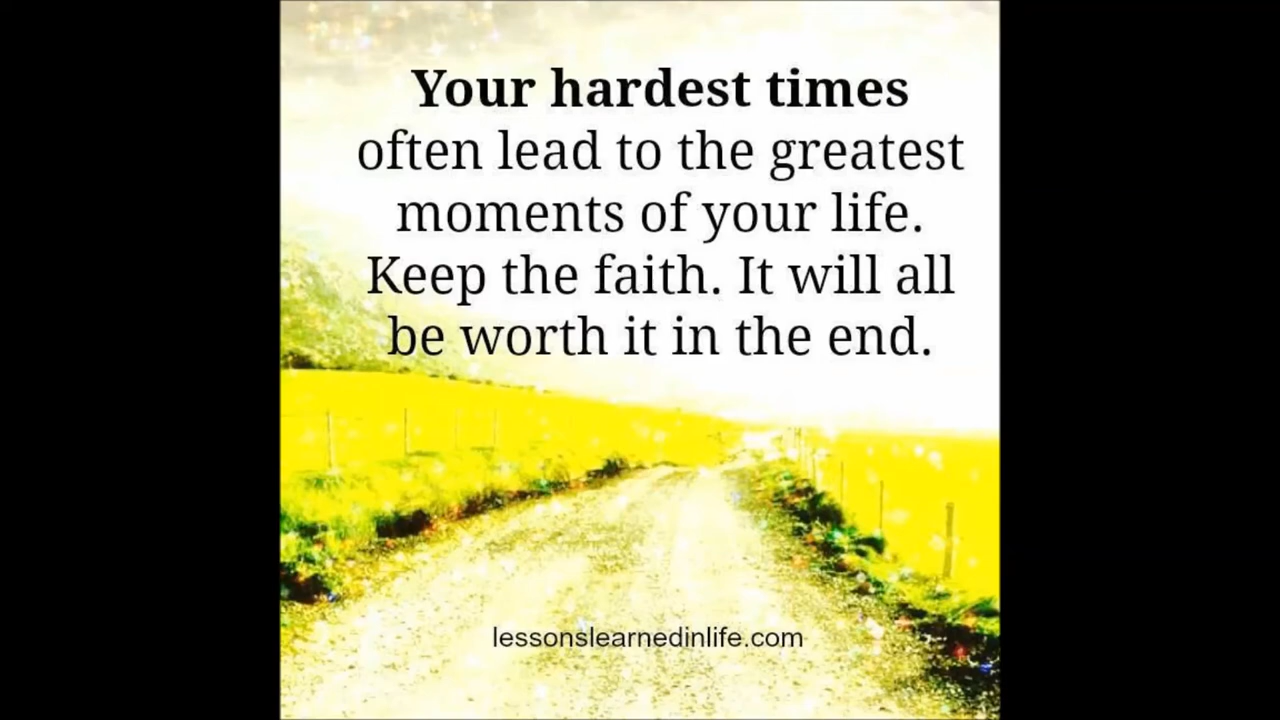 Your hardest times
often lead to the greatest
moments of your life.
Keep the faith. It will all
be worth it in the end.
lessonslearnedinlife.com